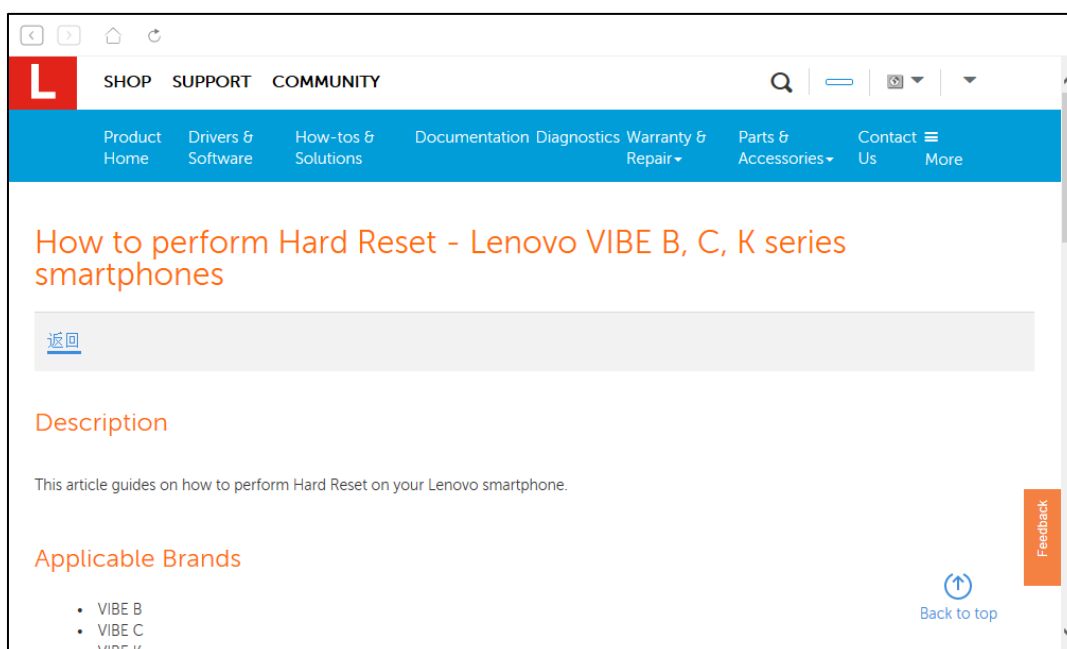 L
SHOP SUPPORT COMMUNITY
Product Home
Drivers & Software
How-tos & Solutions
Documentation
Diagnostics
Warranty & Repair
Parts & Accessories
Contact Us
More
How to perform Hard Reset - Lenovo VIBE B, C, K series
smartphones
返回
Description
This article guides on how to perform Hard Reset on your Lenovo smartphone.
Feedback
Applicable Brands
• VIBE B
• VIBE C
• VIBE K
Back to top